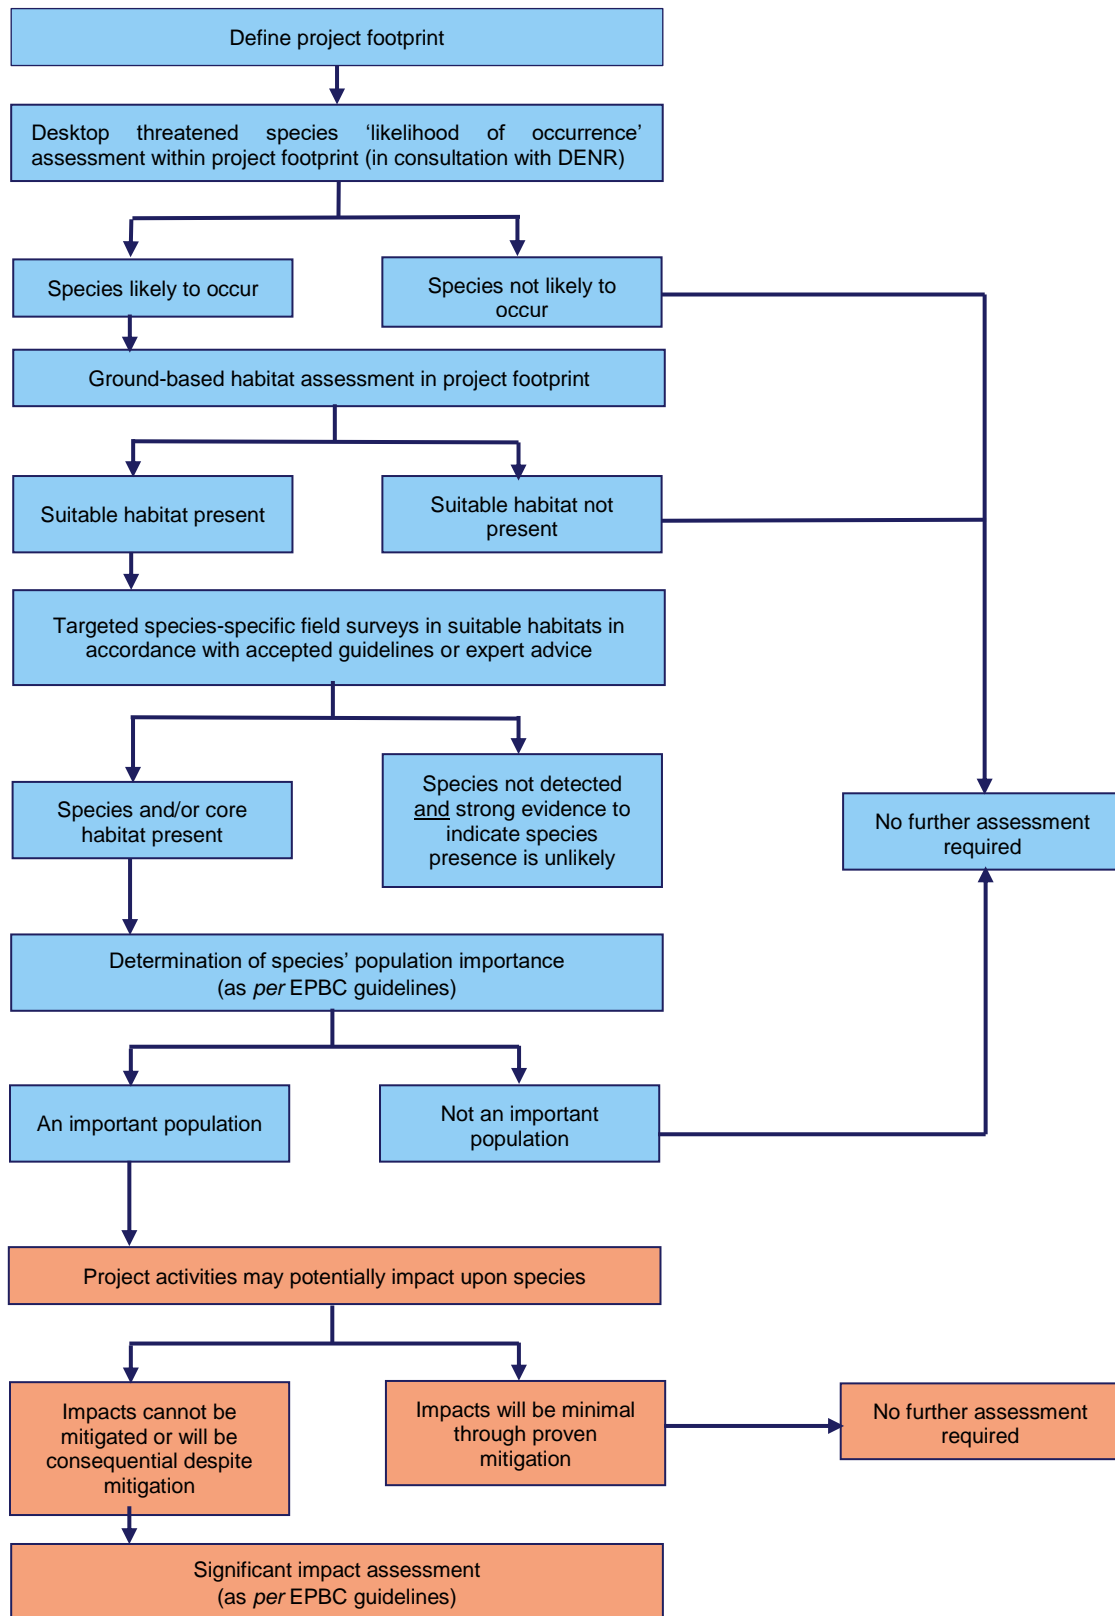 Define project footprint
Desktop threatened species ‘likelihood of occurrence’
assessment within project footprint (in consultation with DENR)
Species likely to occur
Species not likely to
occur
Ground-based habitat assessment in project footprint
Suitable habitat present
Suitable habitat not
present
Targeted species-specific field surveys in suitable habitats in
accordance with accepted guidelines or expert advice
Species and/or core
habitat present
Species not detected
and strong evidence to
indicate species
presence is unlikely
No further assessment
required
Determination of species’ population importance
(as per EPBC guidelines)
An important population
Not an important
population
Project activities may potentially impact upon species
Impacts cannot be
mitigated or will be
consequential despite
mitigation
Impacts will be minimal
through proven
mitigation
No further assessment
required
Significant impact assessment
(as per EPBC guidelines)